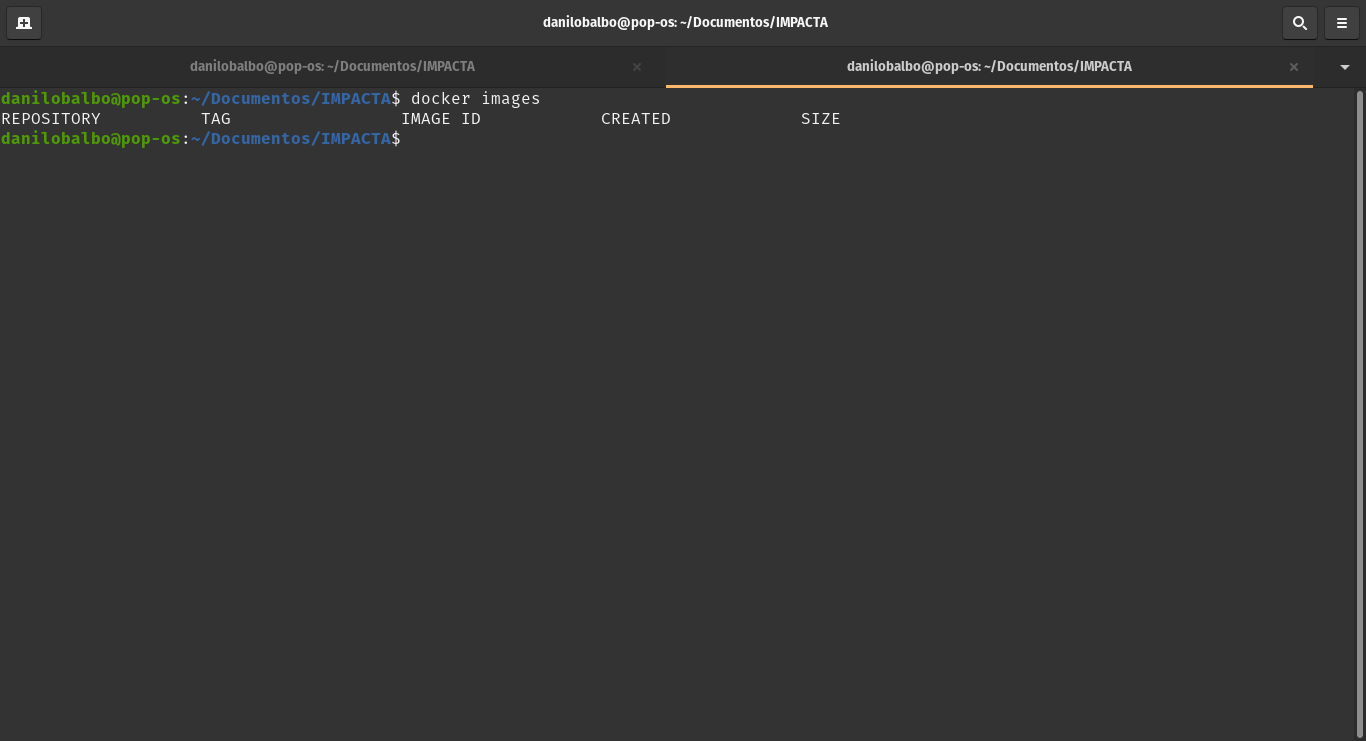 danilobalbo@pop-os: ~/Documentos/IMPACTA
danilobalbo@pop-os: ~/Documentos/IMPACTA × danilobalbo@pop-os: ~/Documentos/IMPACTA ×
danilobalbo@pop-os:~/Documentos/IMPACTA$ docker images
REPOSITORY          TAG                 IMAGE ID            CREATED             SIZE
danilobalbo@pop-os:~/Documentos/IMPACTA$